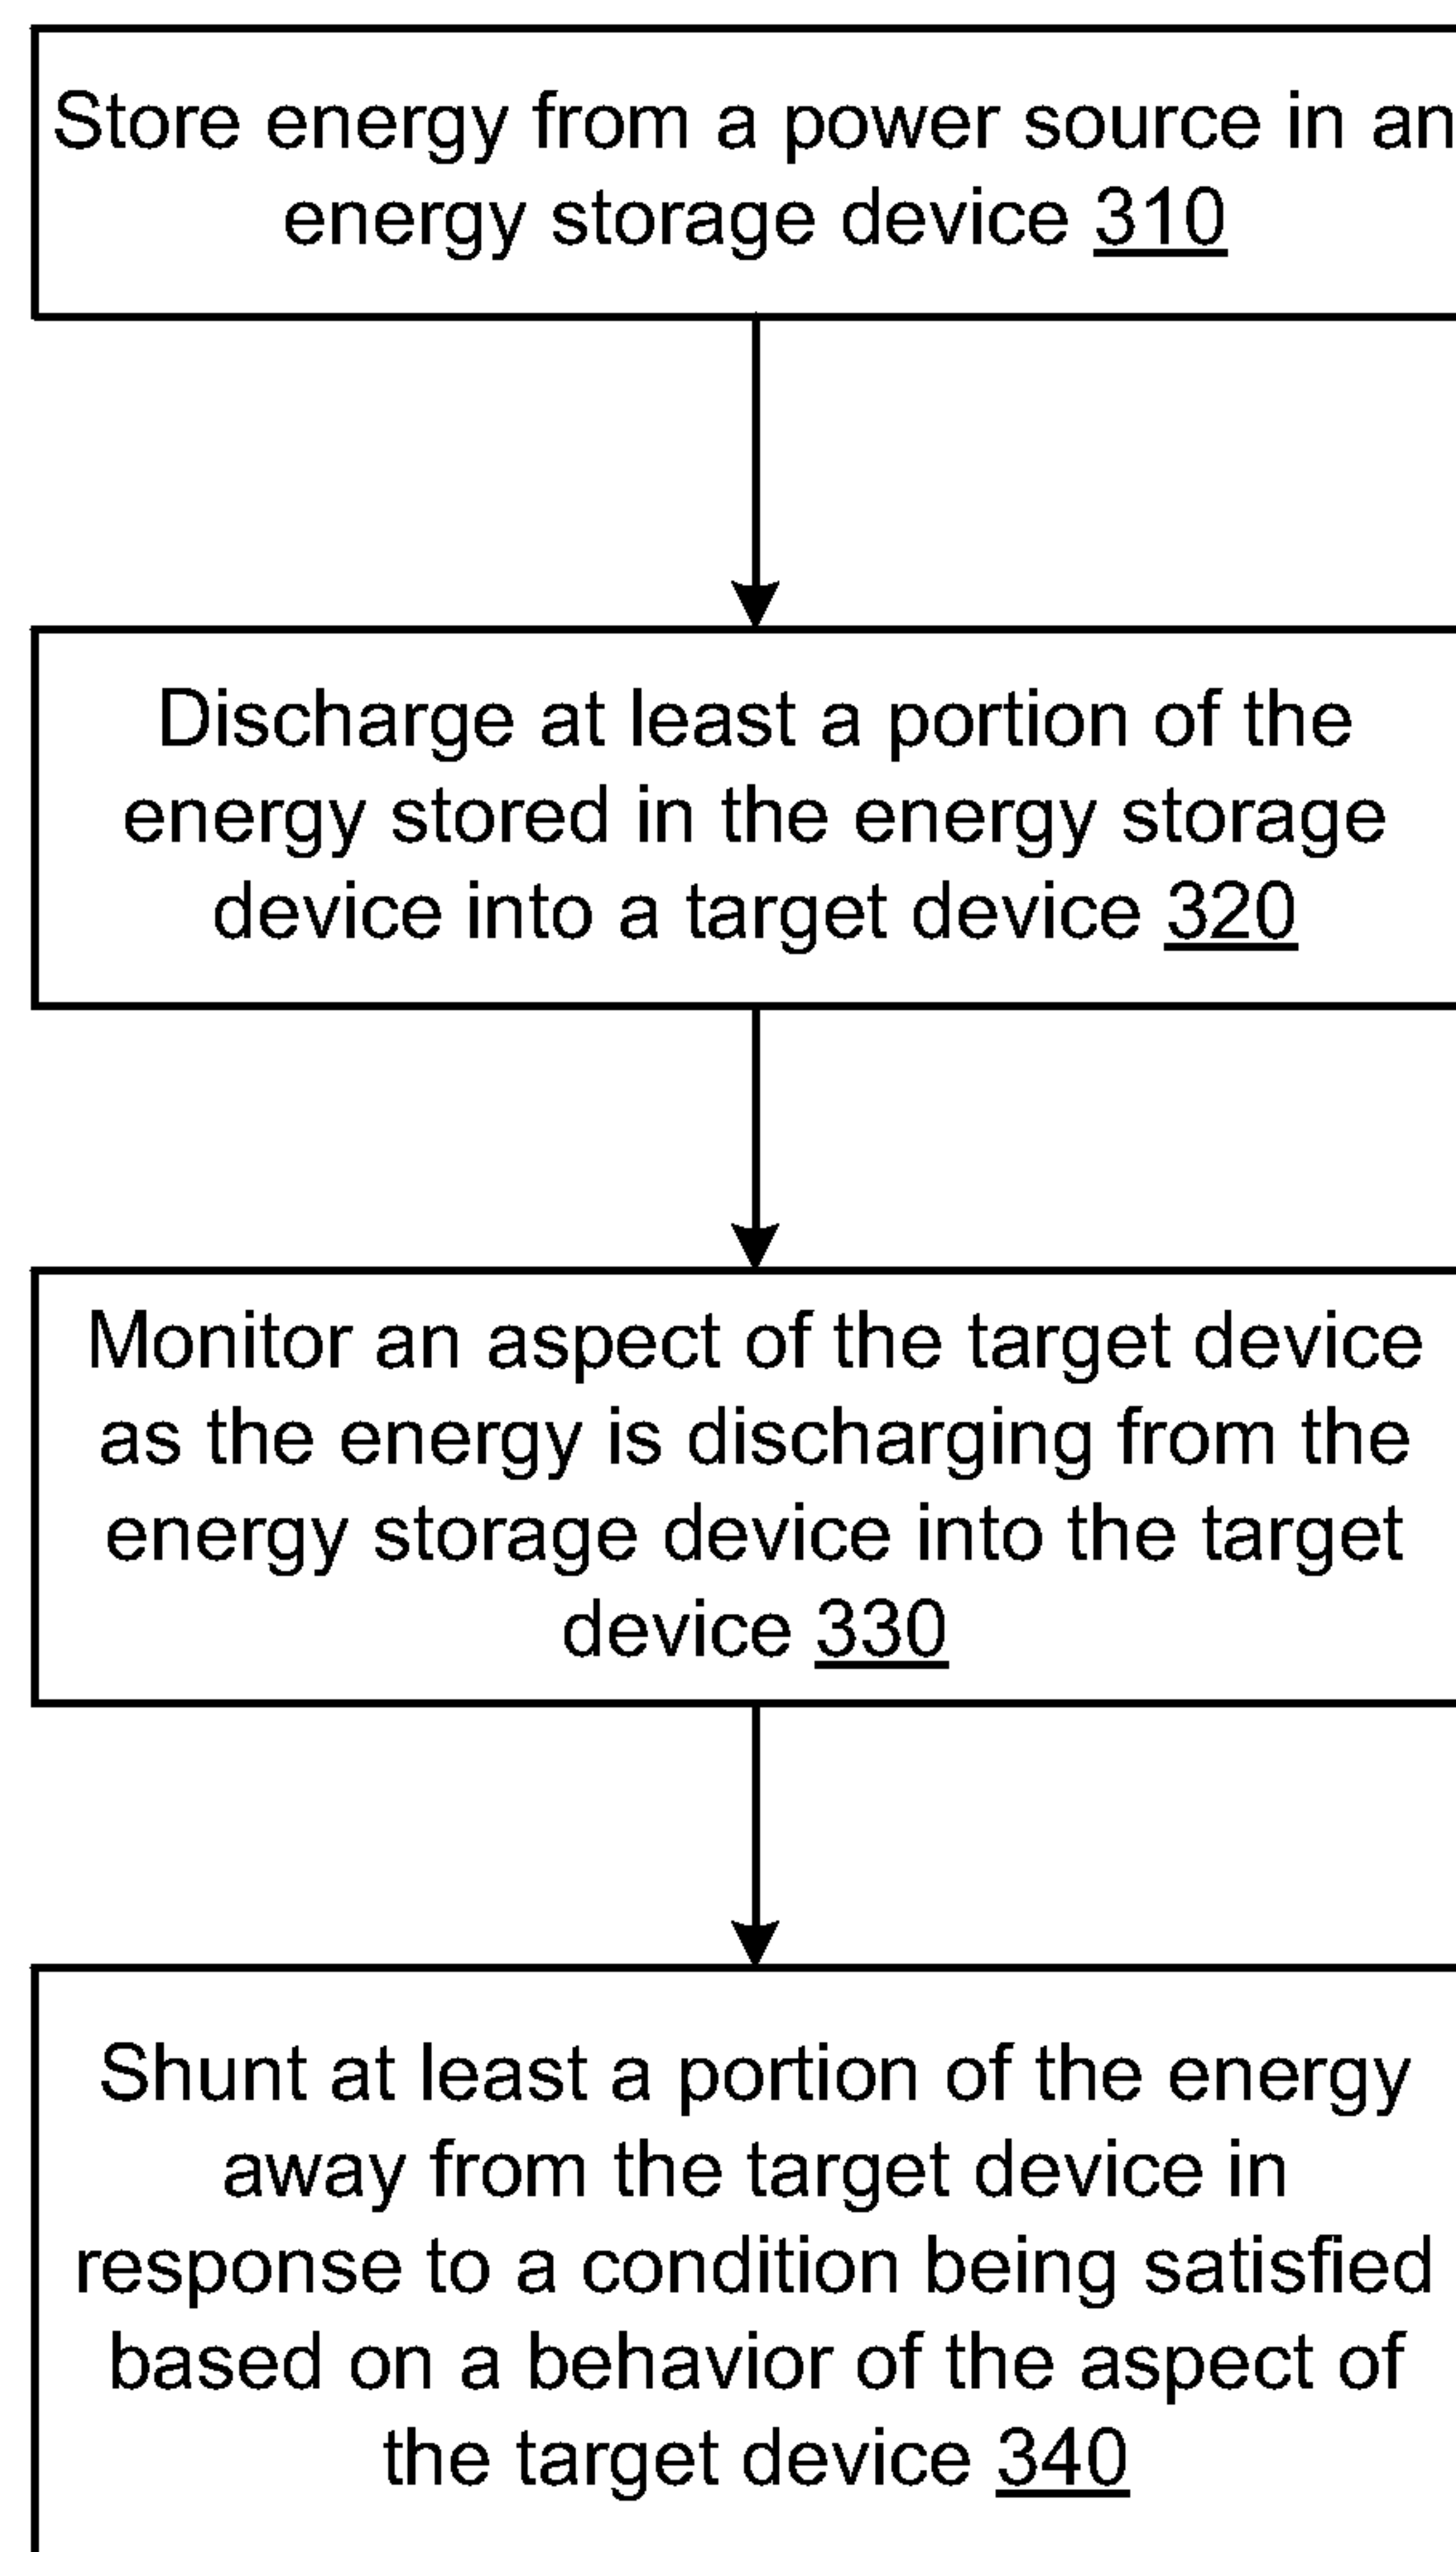 Store energy from a power source in an
energy storage device 310
Discharge at least a portion of the
energy stored in the energy storage
device into a target device 320
Monitor an aspect of the target device
as the energy is discharging from the
energy storage device into the target
device 330
Shunt at least a portion of the energy
away from the target device in
response to a condition being satisfied
based on a behavior of the aspect of
the target device 340